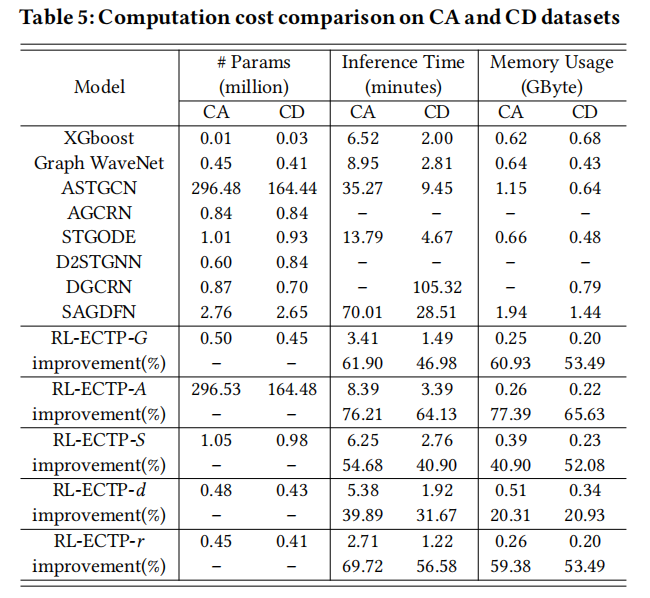 Table 5: Computation cost comparison on CA and CD datasets
Model # Params (million) Inference Time (minutes) Memory Usage (GByte)
CA CD CA CD CA CD
XGboost 0.01 0.03 6.52 2.00 0.62 0.68
Graph WaveNet 0.45 0.41 8.95 2.81 0.64 0.43
ASTGCN 296.48 164.44 35.27 9.45 1.15 0.64
AGCRN 0.84 0.84 – – – –
STGODE 1.01 0.93 13.79 4.67 0.66 0.48
D2STGNN 0.60 0.84 – – – –
DGCRN 0.87 0.70 – 105.32 – 0.79
SAGDFN 2.76 2.65 70.01 28.51 1.94 1.44
RL-ECTP-G 0.50 0.45 3.41 1.49 0.25 0.20
improvement(%) – – 61.90 46.98 60.93 53.49
RL-ECTP-A 296.53 164.48 8.39 3.39 0.26 0.22
improvement(%) – – 76.21 64.13 77.39 65.63
RL-ECTP-S 1.05 0.98 6.25 2.76 0.39 0.23
improvement(%) – – 54.68 40.90 40.90 52.08
RL-ECTP-d 0.48 0.43 5.38 1.92 0.51 0.34
improvement(%) – – 39.89 31.67 20.31 20.93
RL-ECTP-r 0.45 0.41 2.71 1.22 0.26 0.20
improvement(%) – – 69.72 56.58 59.38 53.49